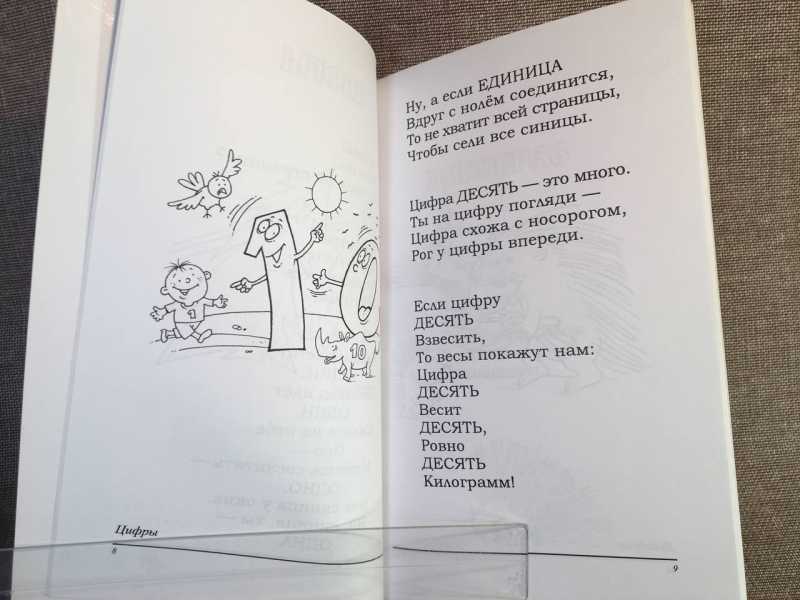 1
10
Цифры
8
Ну, а если ЕДИНИЦА
Вдруг с нолём соединится,
То не хватит всей страницы,
Чтобы сели все синицы.
Цифра ДЕСЯТЬ — это много.
Ты на цифру погляди —
Цифра схожа с носорогом,
Рог у цифры впереди.
Если цифру
ДЕСЯТЬ
Взвесить,
То весы покажут нам:
Цифра
ДЕСЯТЬ
Весит
ДЕСЯТЬ,
Ровно
ДЕСЯТЬ
Килограмм!
9